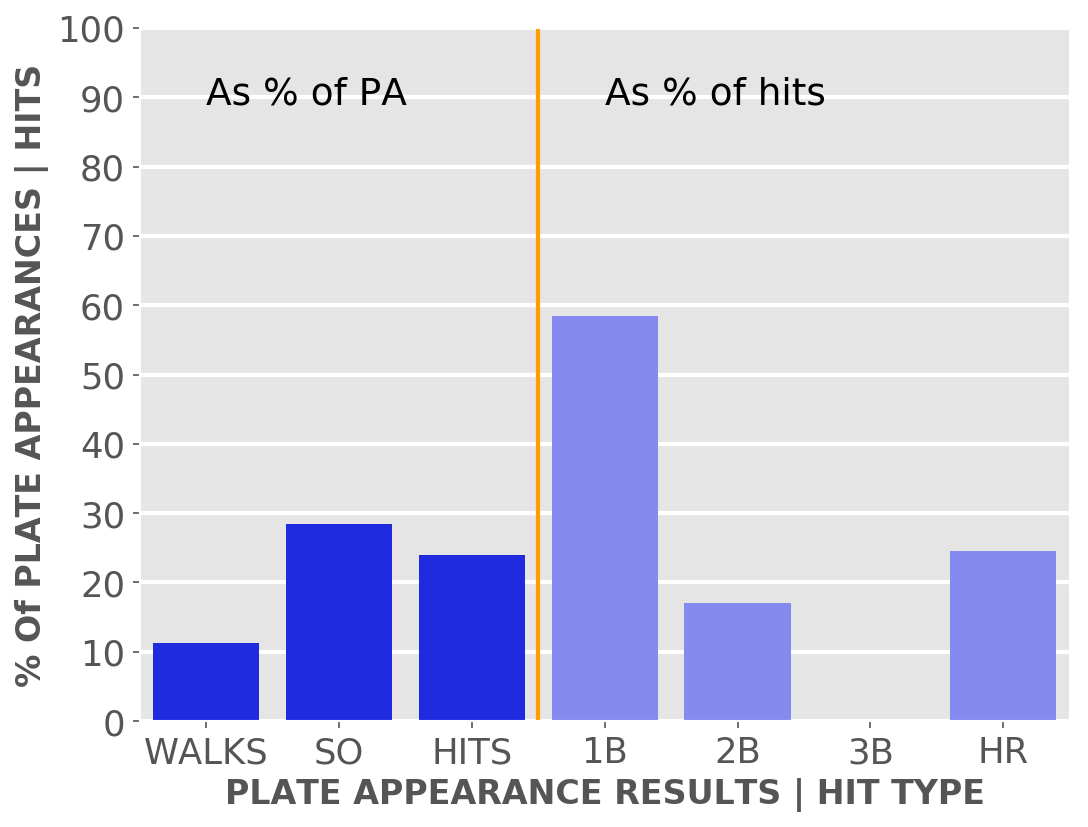 100
90
80
70
60
50
40
30
20
10
0
% Of PLATE APPEARANCES | HITS
As % of PA
As % of hits
WALKS SO HITS 1B 2B 3B HR
PLATE APPEARANCE RESULTS | HIT TYPE